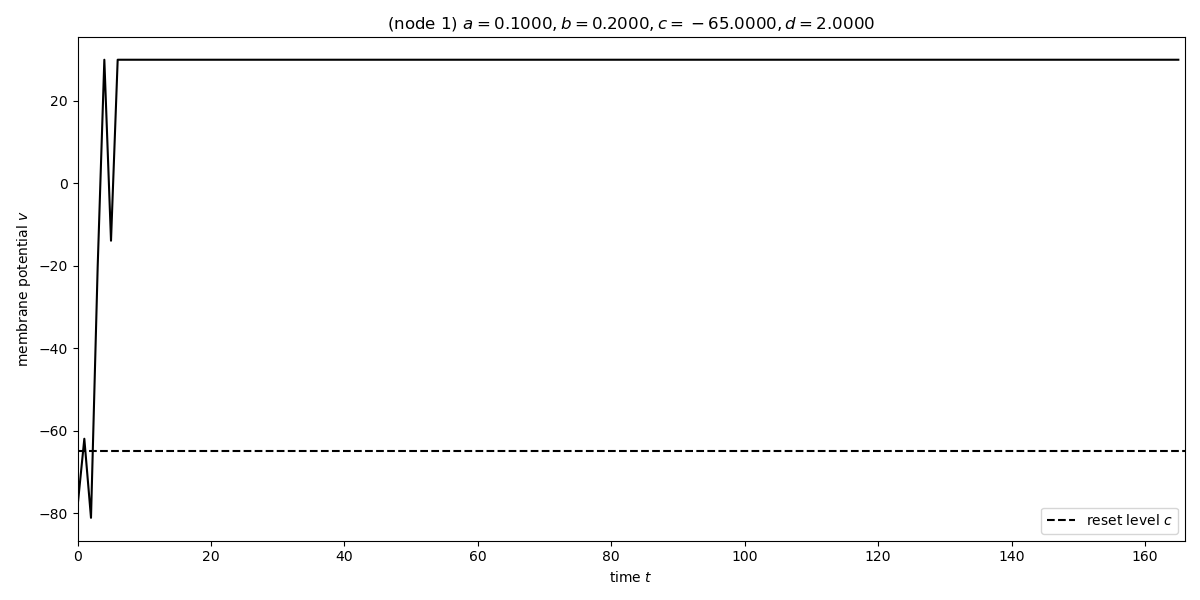 (node 1) a = 0.1000, b = 0.2000, c = −65.0000, d = 2.0000
membrane potential v
20
0
−20
−40
−60
−80
reset level c
0 20 40 60 80 100 120 140 160
time t